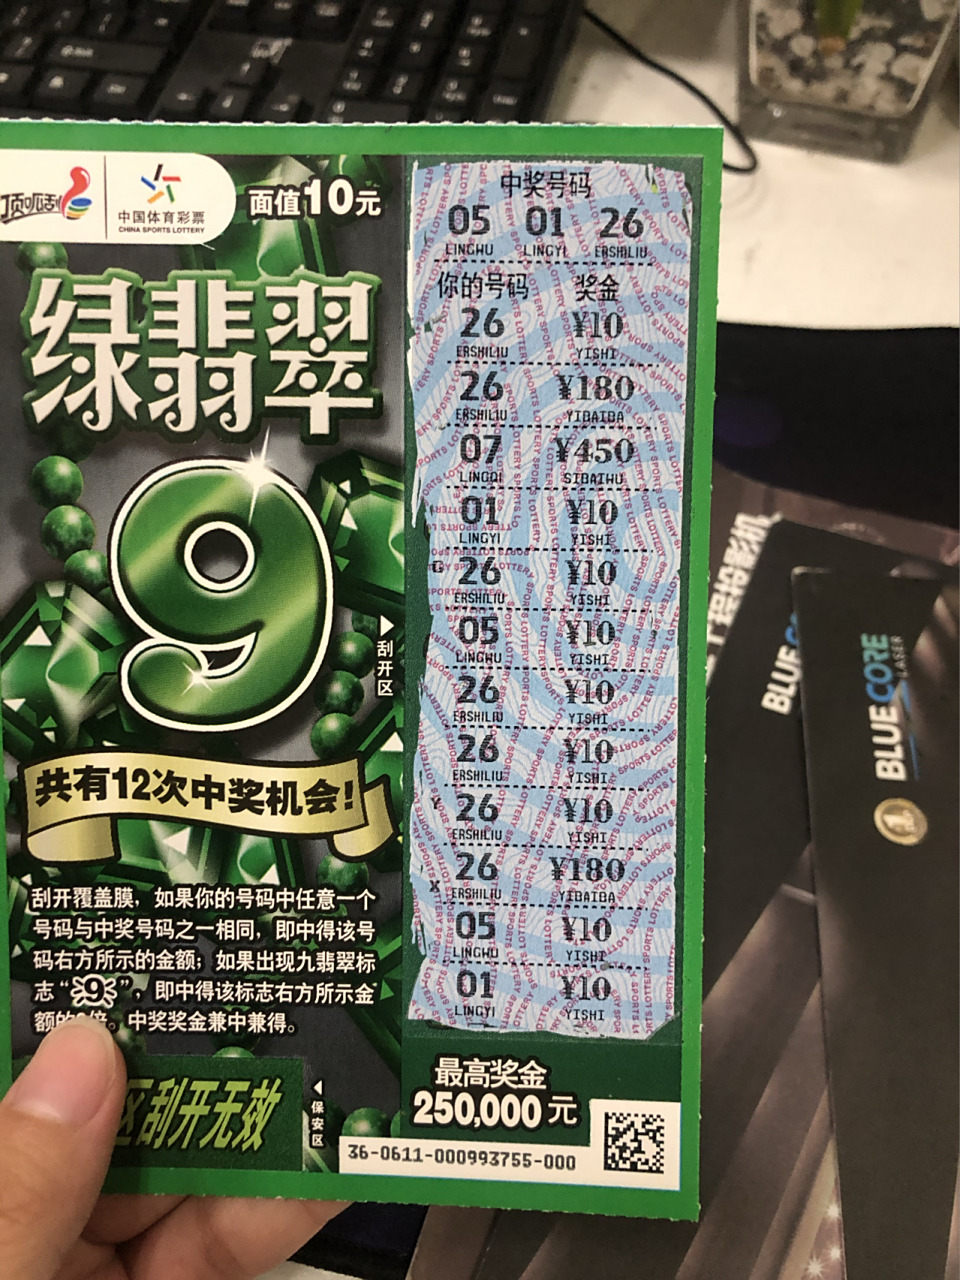 顶呱刮
中国体育彩票
CHINA SPORTS LOTTERY
面值10元
绿翡翠
9
共有12次中奖机会!
刮开覆盖膜，如果你的号码中任意一个
号码与中奖号码之一相同，即中得该号
码右方所示的金额；如果出现九翡翠标
志“9”，即中得该标志右方所示金
额的9倍。中奖奖金兼中兼得。
区刮开无效
刮开区
保安区
中奖号码
05 01 26
LINGWU LINGYI ERSHILIU
你的号码 奖金
26 ¥10
ERSHILIU YISHI
26 ¥180
ERSHILIU YIBAIBA
07 ¥450
LINGQI SIBAIWU
01 ¥10
LINGYI YISHI
G 26 ¥10
ERSHILIU YISHI
05 ¥10
LINGWU YISHI
26 ¥10
ERSHILIU YISHI
26 ¥10
ERSHILIU YISHI
X 26 ¥10
ERSHILIU YISHI
X 26 ¥180
ERSHILIU YIBAIBA
05 ¥10
LINGWU YISHI
01 ¥10
LINGYI YISHI
最高奖金
250,000元
36-0611-000993755-000
BLUE CO
BLUE CORE
LASER
1